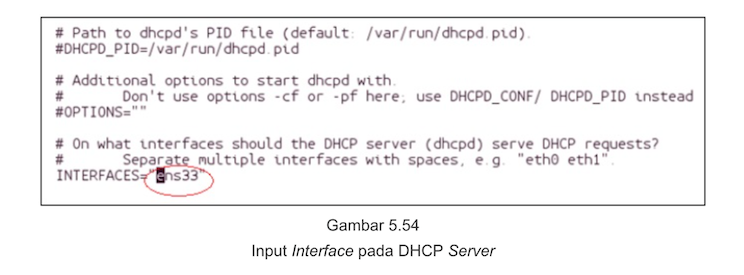 # Path to dhcpd's PID file (default: /var/run/dhcpd.pid).
#DHCPD_PID=/var/run/dhcpd.pid
# Additional options to start dhcpd with.
# Don't use options -cf or -pf here; use DHCPD_CONF/ DHCPD_PID instead
#OPTIONS=""
# On what interfaces should the DHCP server (dhcpd) serve DHCP requests?
# Separate multiple interfaces with spaces, e.g. "eth0 eth1".
INTERFACES="ens33"
Gambar 5.54
Input Interface pada DHCP Server